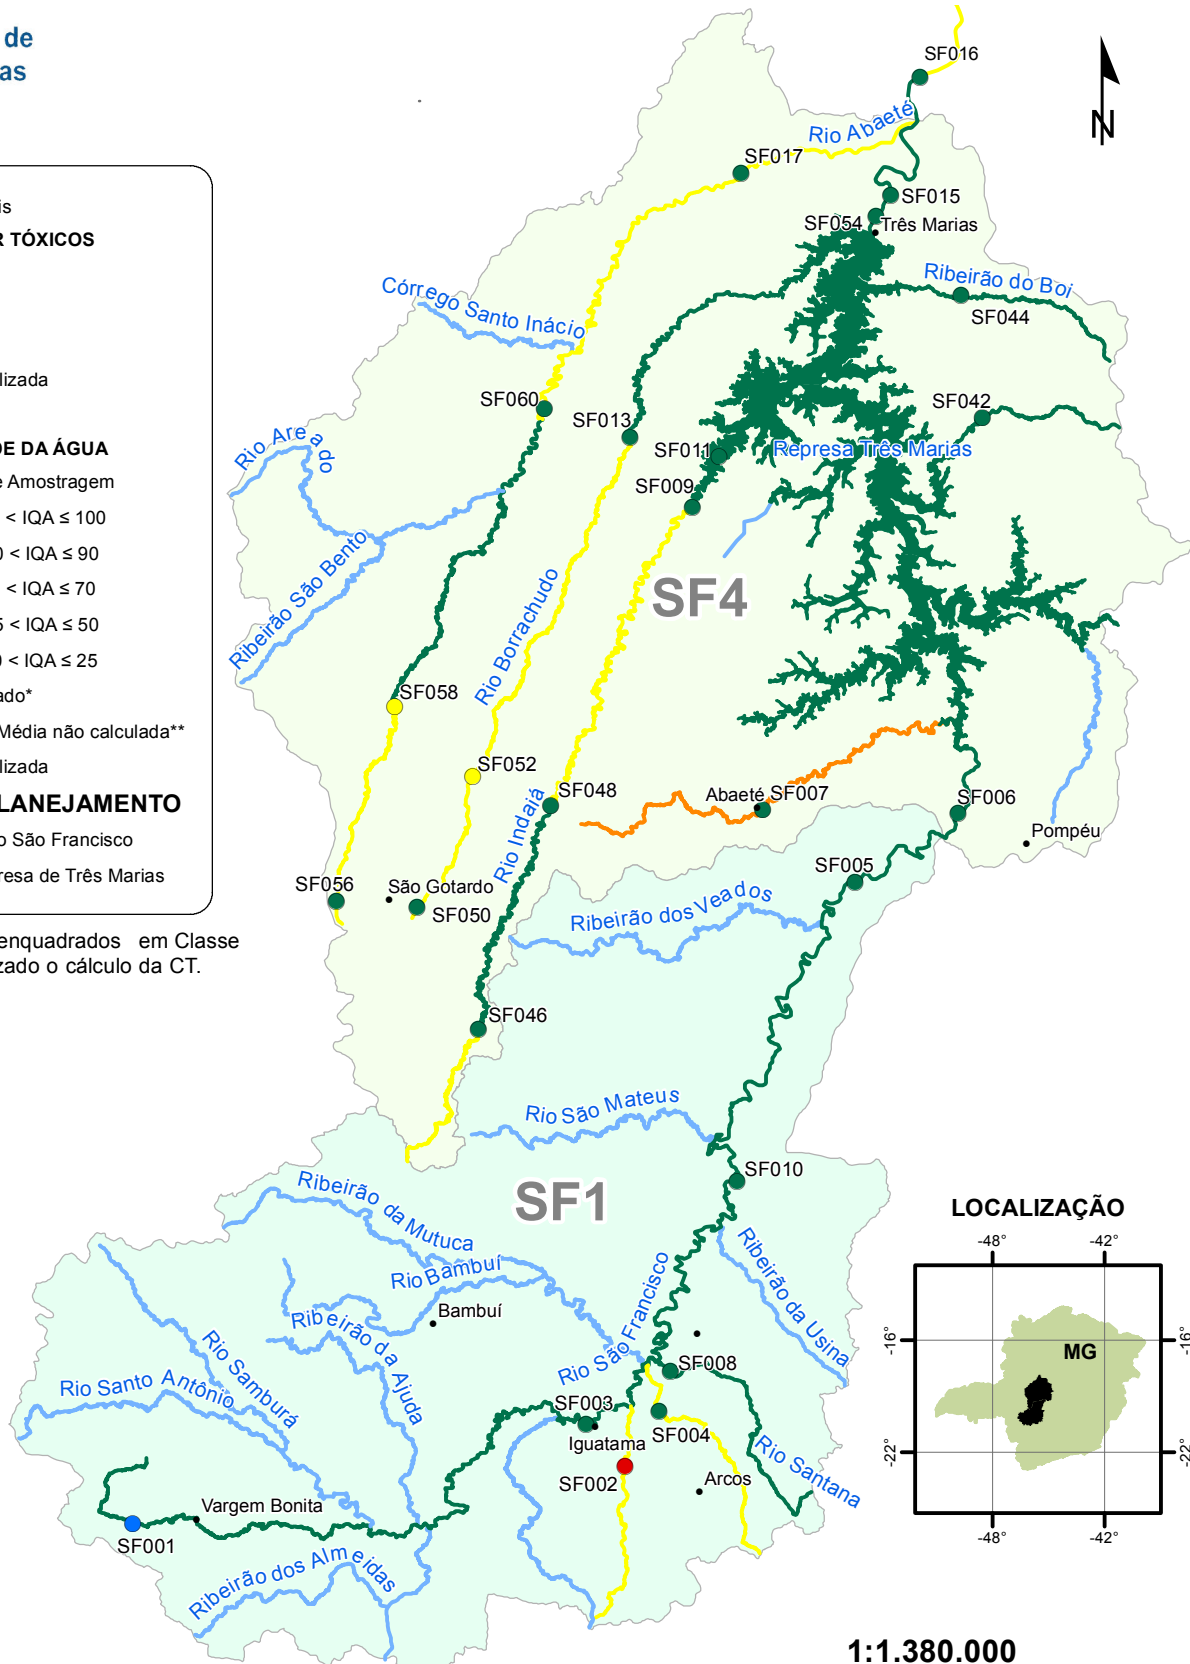 de
as
N
is
R TÓXICOS
lizada
DE DA ÁGUA
e Amostragem
< IQA ≤ 100
0 < IQA ≤ 90
< IQA ≤ 70
5 < IQA ≤ 50
0 < IQA ≤ 25
ado*
Média não calculada**
lizada
LANEJAMENTO
o São Francisco
resa de Três Marias
enquadrados em Classe
zado o cálculo da CT.
SF016
Rio Abaeté
SF017
SF015
SF054
Três Marias
Ribeirão do Boi
SF044
Córrego Santo Inácio
SF060
SF013
SF042
SF011
Represa Três Marias
SF009
Rio Areado
SF4
Ribeirão São Bento
Rio Borrachudo
SF058
SF052
SF048
Abaeté
SF007
SF006
Pompéu
Rio Indaiá
SF005
SF056
São Gotardo
SF050
Ribeirão dos Veados
SF046
Rio São Mateus
SF010
SF1
Ribeirão da Mutuca
Rio Bambuí
Bambuí
Ribeirão da Usina
Rio São Francisco
Ribeirão da Ajuda
Rio Samburá
Rio Santo Antônio
SF008
SF003
Iguatama
SF004
SF002
Arcos
Rio Santana
Vargem Bonita
SF001
Ribeirão dos Almeidas
LOCALIZAÇÃO
-48°
-42°
-16°
-16°
MG
-22°
-22°
-48°
-42°
1:1.380.000